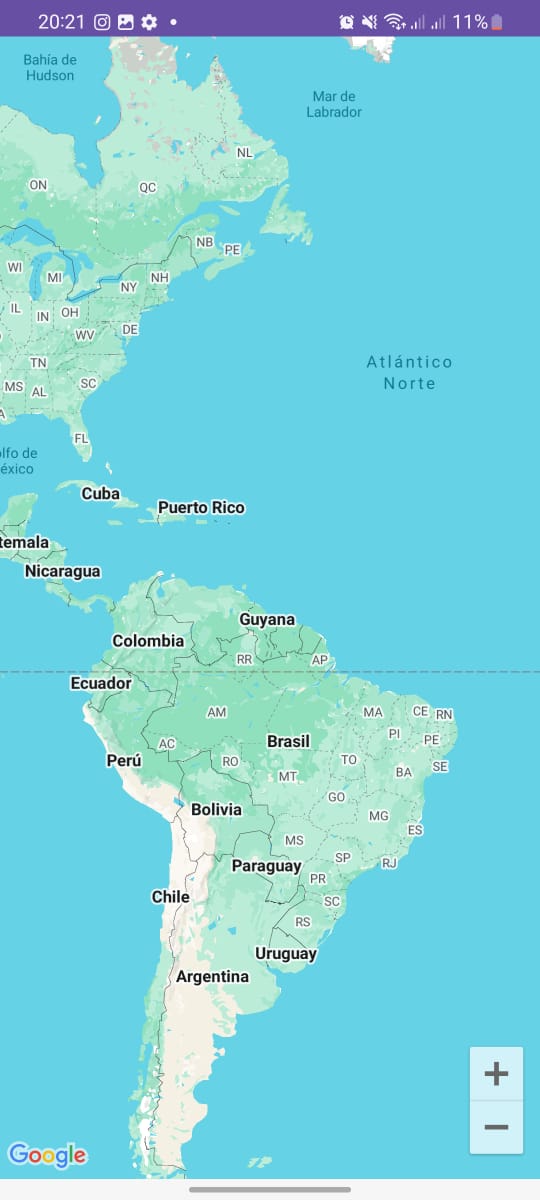 20:21
11%
Bahía de
Hudson
Mar de
Labrador
NL
ON
QC
NB
PE
WI
MI
NY
NH
IL
IN
OH
WV
DE
TN
MS
AL
SC
A
FL
Atlántico
Norte
lfo de
éxico
Cuba
Puerto Rico
temala
Nicaragua
Guyana
Colombia
RR
AP
Ecuador
AM
MA
CE
RN
PI
PE
AC
Brasil
Perú
RO
TO
SE
MT
BA
GO
Bolivia
MG
ES
MS
SP
RJ
Paraguay
PR
Chile
SC
RS
Uruguay
Argentina
+
−
Google